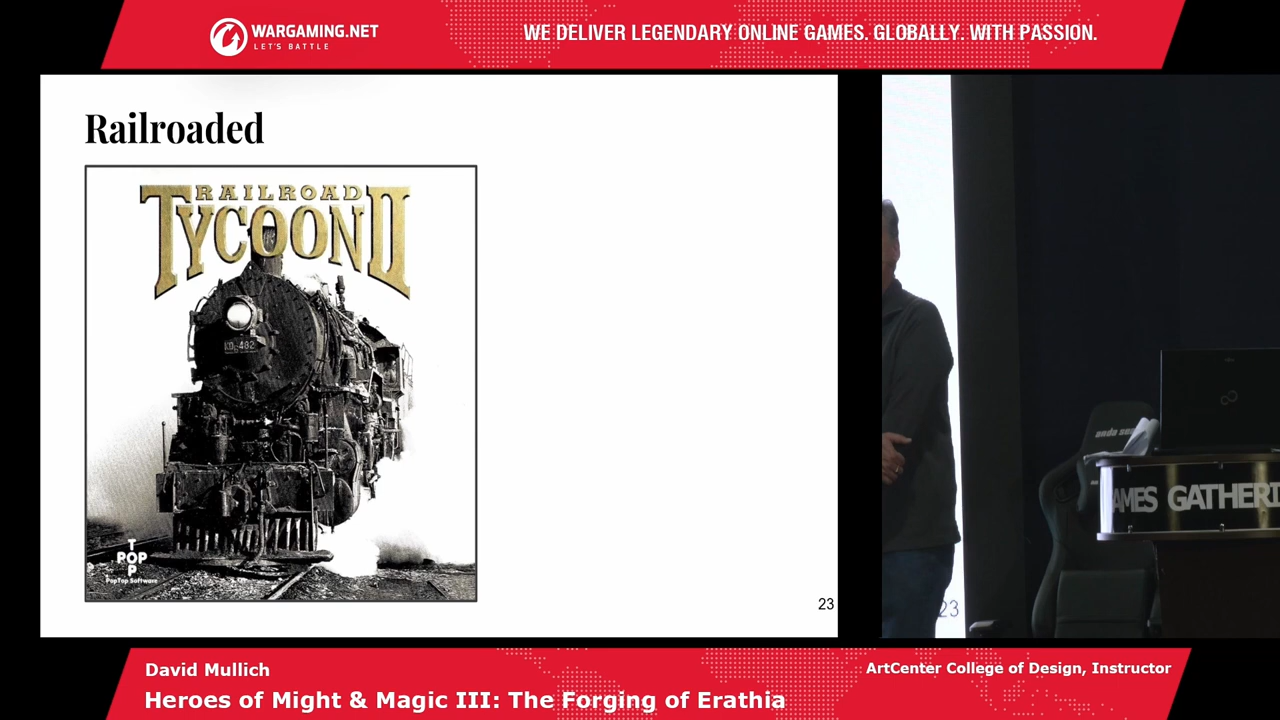 WARGAMING.NET
LET'S BATTLE
WE DELIVER LEGENDARY ONLINE GAMES. GLOBALLY. WITH PASSION.
Railroaded
RAILROAD
TYCOON II
TOP
POP
PopTop Software
23
23
AMES GATHERI
David Mullich
ArtCenter College of Design, Instructor
Heroes of Might & Magic III: The Forging of Erathia